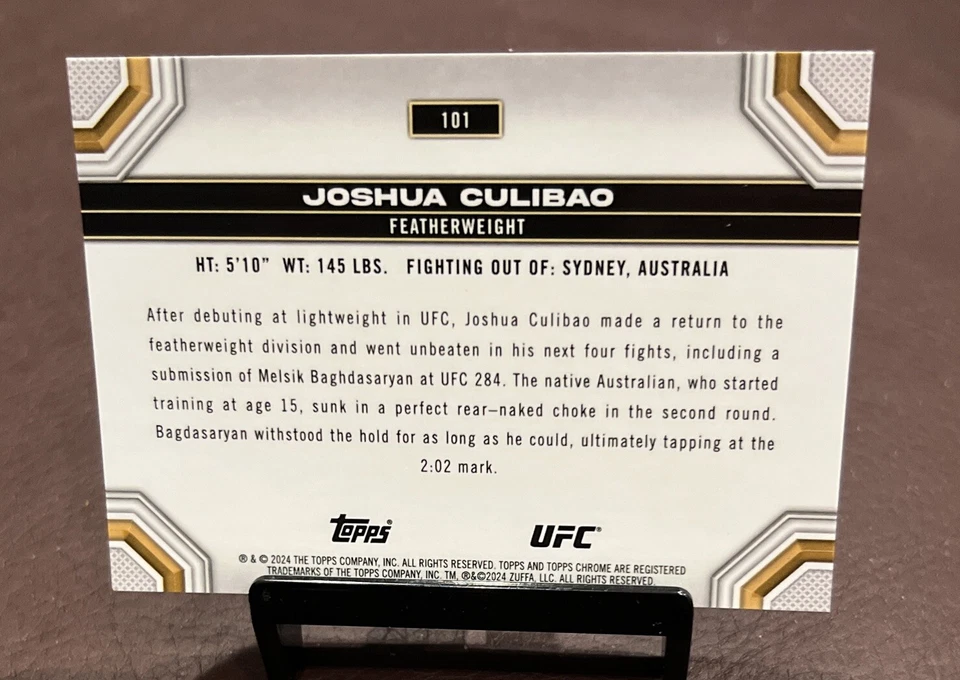 101
JOSHUA CULIBAO
FEATHERWEIGHT
HT: 5'10" WT: 145 LBS. FIGHTING OUT OF: SYDNEY, AUSTRALIA
After debuting at lightweight in UFC, Joshua Culibao made a return to the
featherweight division and went unbeaten in his next four fights, including a
submission of Melsik Baghdasaryan at UFC 284. The native Australian, who started
training at age 15, sunk in a perfect rear–naked choke in the second round.
Bagdasaryan withstood the hold for as long as he could, ultimately tapping at the
2:02 mark.
topps® UFC®
® & © 2024 THE TOPPS COMPANY, INC. ALL RIGHTS RESERVED. TOPPS AND TOPPS CHROME ARE REGISTERED
TRADEMARKS OF THE TOPPS COMPANY, INC. TM, ®&©2024 ZUFFA, LLC. ALL RIGHTS RESERVED.